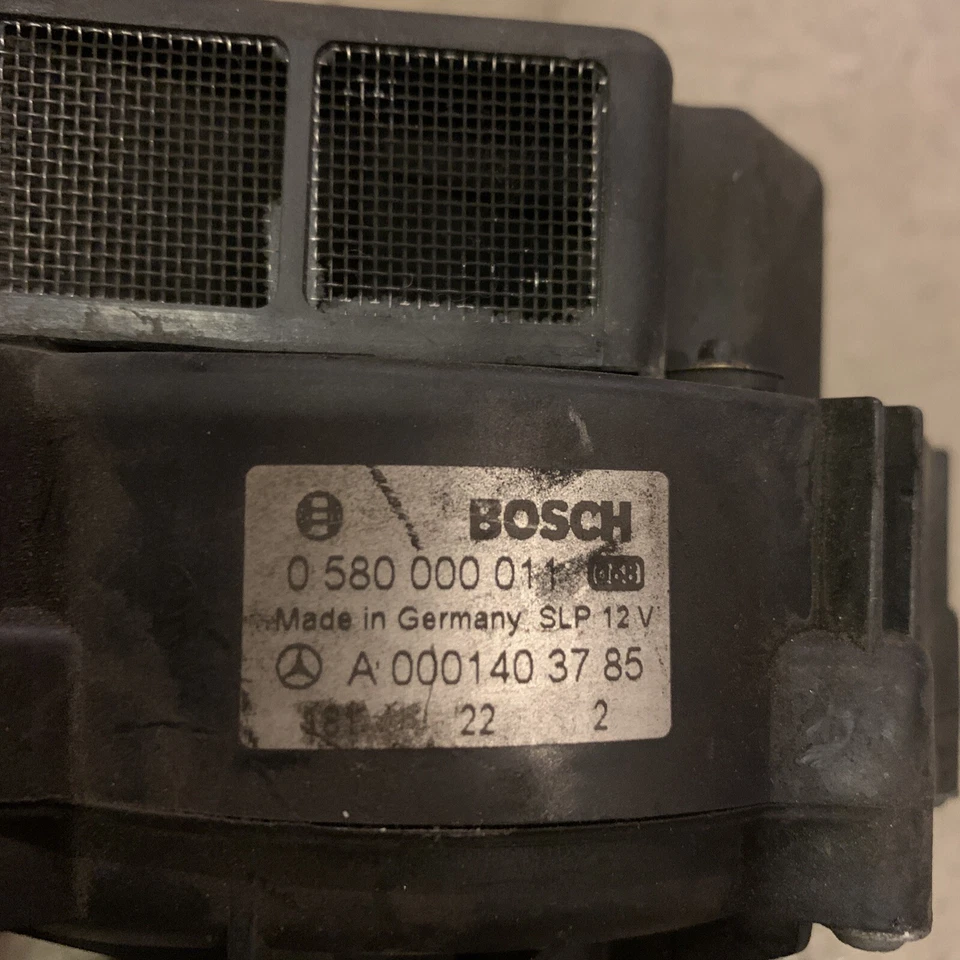 BOSCH
0 580 000 011
Made in Germany SLP 12 V
A 000140 37 85
22 2